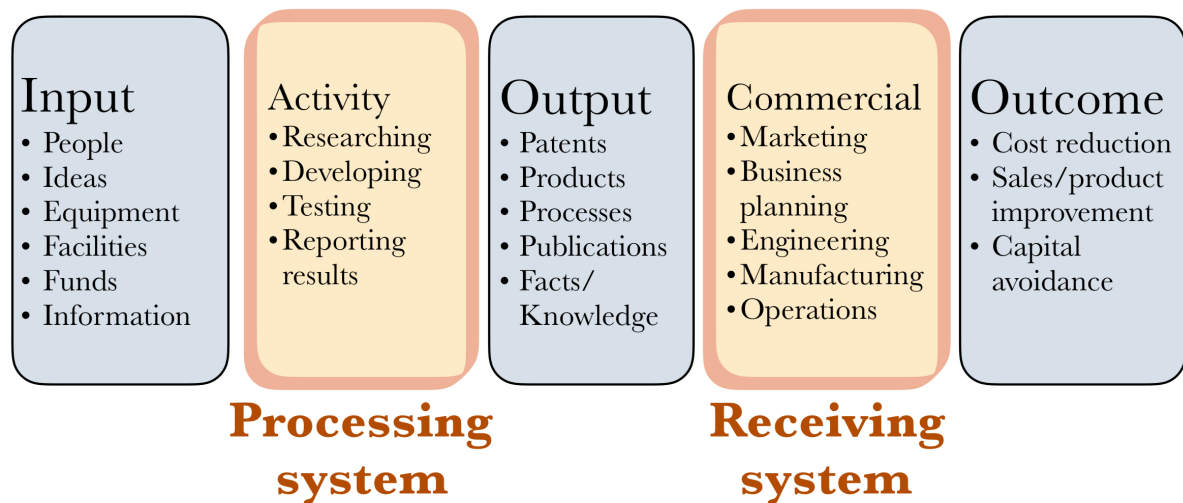 Input
• People
• Ideas
• Equipment
• Facilities
• Funds
• Information
Activity
• Researching
• Developing
• Testing
• Reporting
results
Output
• Patents
• Products
• Processes
• Publications
• Facts/
Knowledge
Commercial
• Marketing
• Business
planning
• Engineering
• Manufacturing
• Operations
Outcome
• Cost reduction
• Sales/product
improvement
• Capital
avoidance
Processing
system
Receiving
system